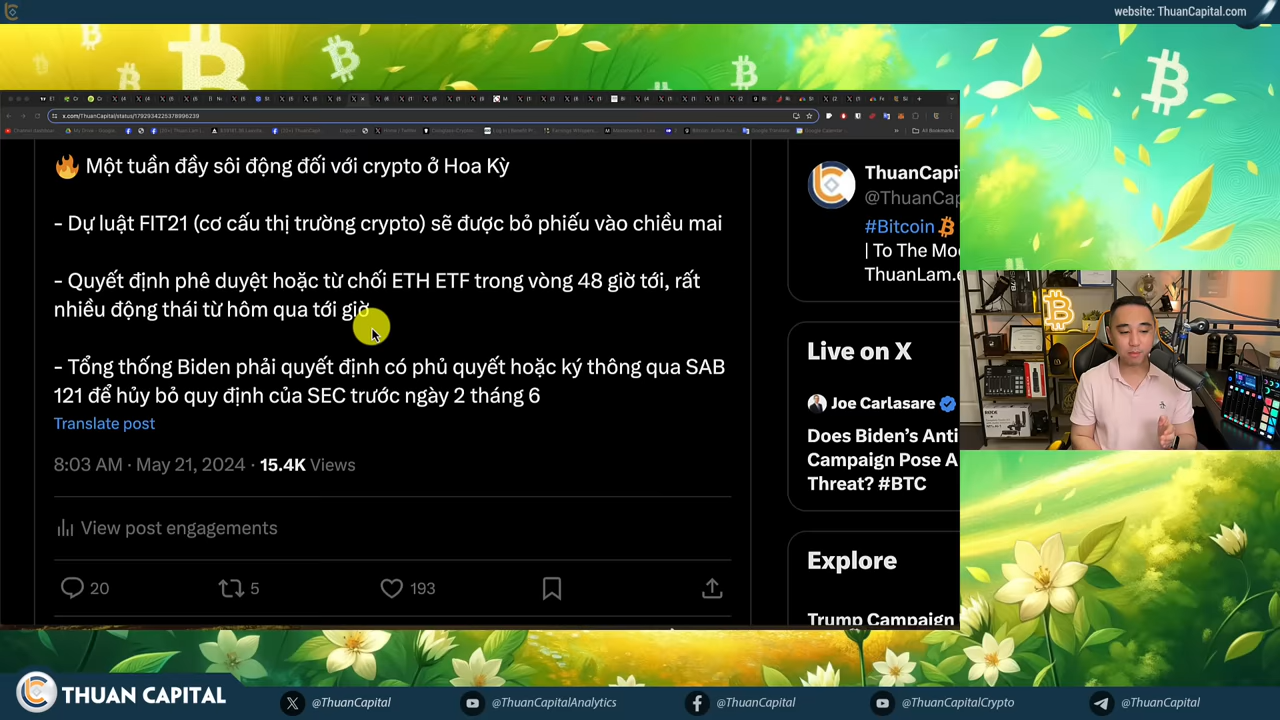 website: ThuanCapital.com
x.com/ThuanCapital/status/1792934225378996239
🔥 Một tuần đầy sôi động đối với crypto ở Hoa Kỳ
- Dự luật FIT21 (cơ cấu thị trường crypto) sẽ được bỏ phiếu vào chiều mai
- Quyết định phê duyệt hoặc từ chối ETH ETF trong vòng 48 giờ tới, rất
nhiều động thái từ hôm qua tới giờ
- Tổng thống Biden phải quyết định có phủ quyết hoặc ký thông qua SAB
121 để hủy bỏ quy định của SEC trước ngày 2 tháng 6
Translate post
8:03 AM · May 21, 2024 · 15.4K Views
View post engagements
20 5 193
ThuanCapi
@ThuanCa
#Bitcoin
| To The Mo
ThuanLam.e
Live on X
Joe Carlasare
Does Biden’s Anti
Campaign Pose A
Threat? #BTC
Explore
Trump Campaign
THUAN CAPITAL
@ThuanCapital
@ThuanCapitalAnalytics
@ThuanCapital
@ThuanCapitalCrypto
@ThuanCapital